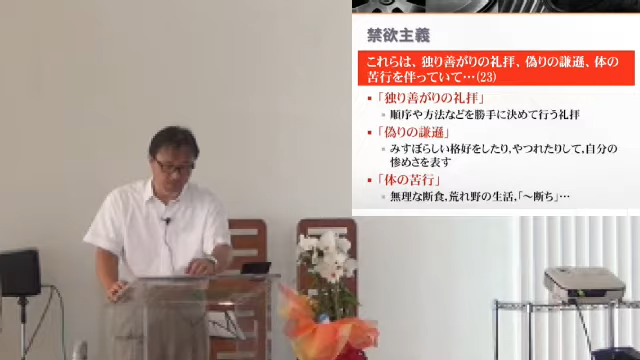 禁欲主義
これらは、独り善がりの礼拝、偽りの謙遜、体の
苦行を伴っていて…(23)
▪「独り善がりの礼拝」
▪ 順序や方法などを勝手に決めて行う礼拝
▪「偽りの謙遜」
▪ みすぼらしい格好をしたり,やつれたりして,自分の
惨めさを表す
▪「体の苦行」
▪ 無理な断食,荒れ野の生活,「～断ち」…